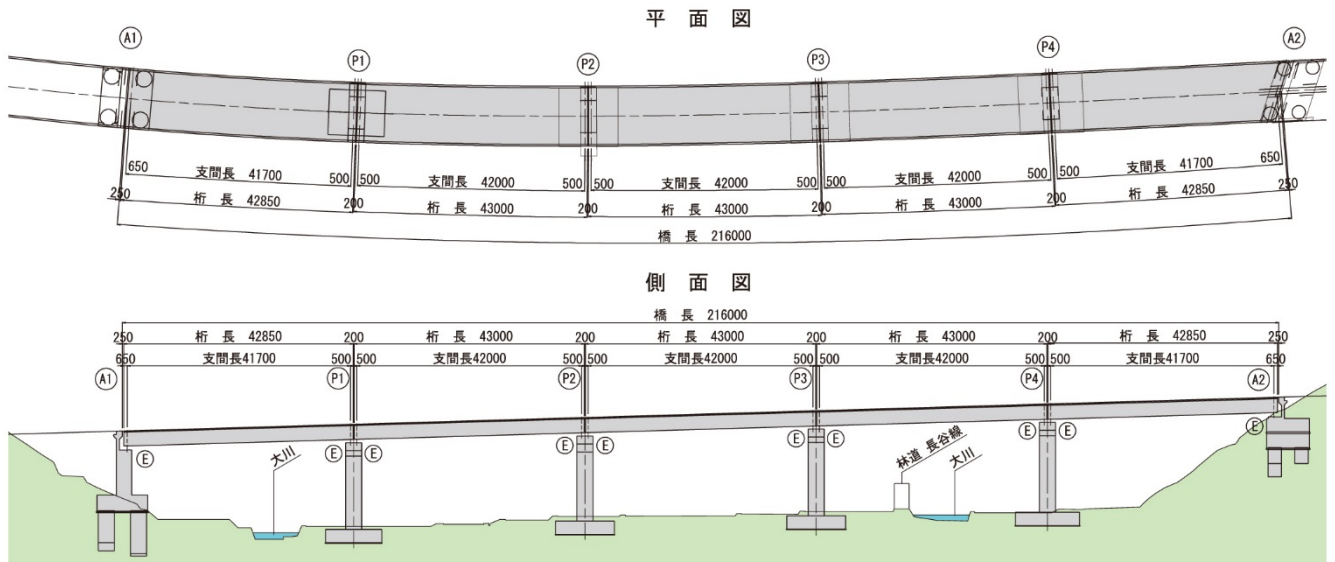 平面図
A1
P1
P2
P3
P4
A2
650 支間長 41700 500 500 支間長 42000 500 500 支間長 42000 500 500 支間長 42000 500 500 支間長 41700 650
250 桁長 42850 200 桁長 43000 200 桁長 43000 200 桁長 43000 200 桁長 42850 250
橋長 216000
側面図
橋長 216000
250 桁長 42850 200 桁長 43000 200 桁長 43000 200 桁長 43000 200 桁長 42850 250
650 支間長41700 500 500 支間長42000 500 500 支間長42000 500 500 支間長42000 500 500 支間長41700 650
A1 P1 P2 P3 P4 A2
E E E E E E E E E E
大川
林道 長谷線
大川